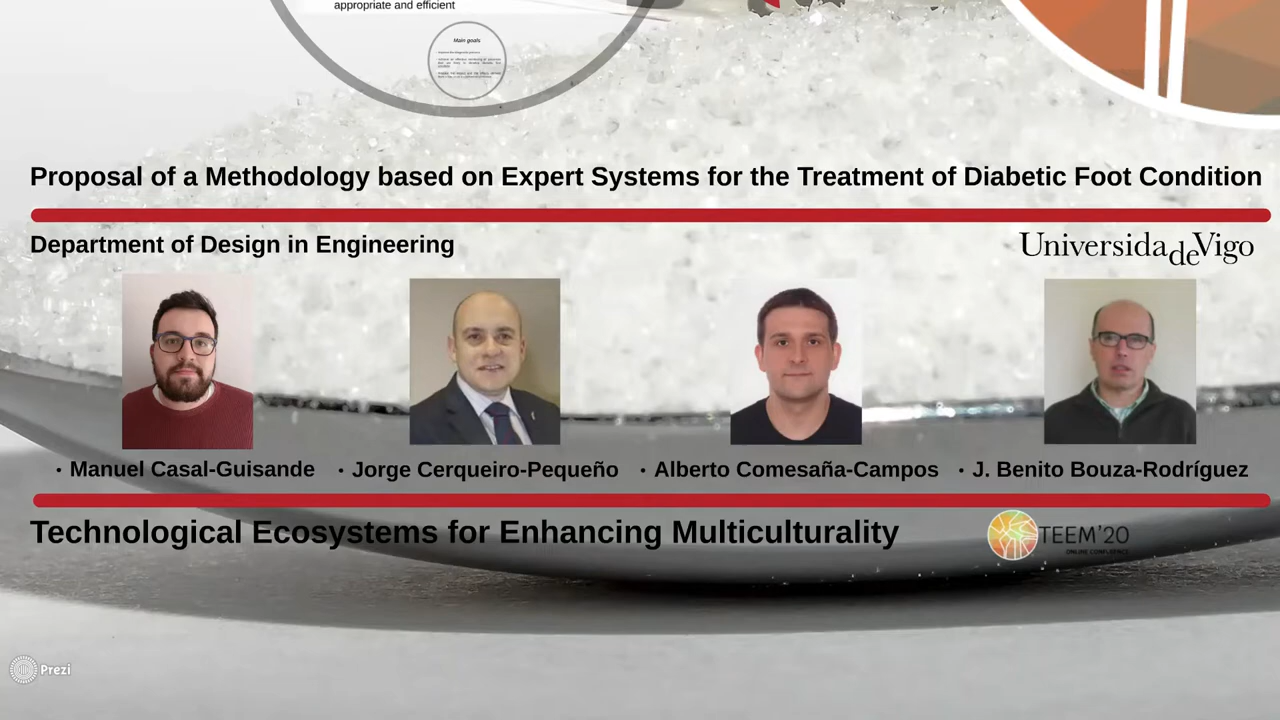 appropriate and efficient
Main goals
Proposal of a Methodology based on Expert Systems for the Treatment of Diabetic Foot Condition
Department of Design in Engineering
UniversidadeVigo
• Manuel Casal-Guisande
• Jorge Cerqueiro-Pequeño
• Alberto Comesaña-Campos
• J. Benito Bouza-Rodríguez
Technological Ecosystems for Enhancing Multiculturality
TEEM'20
Prezi